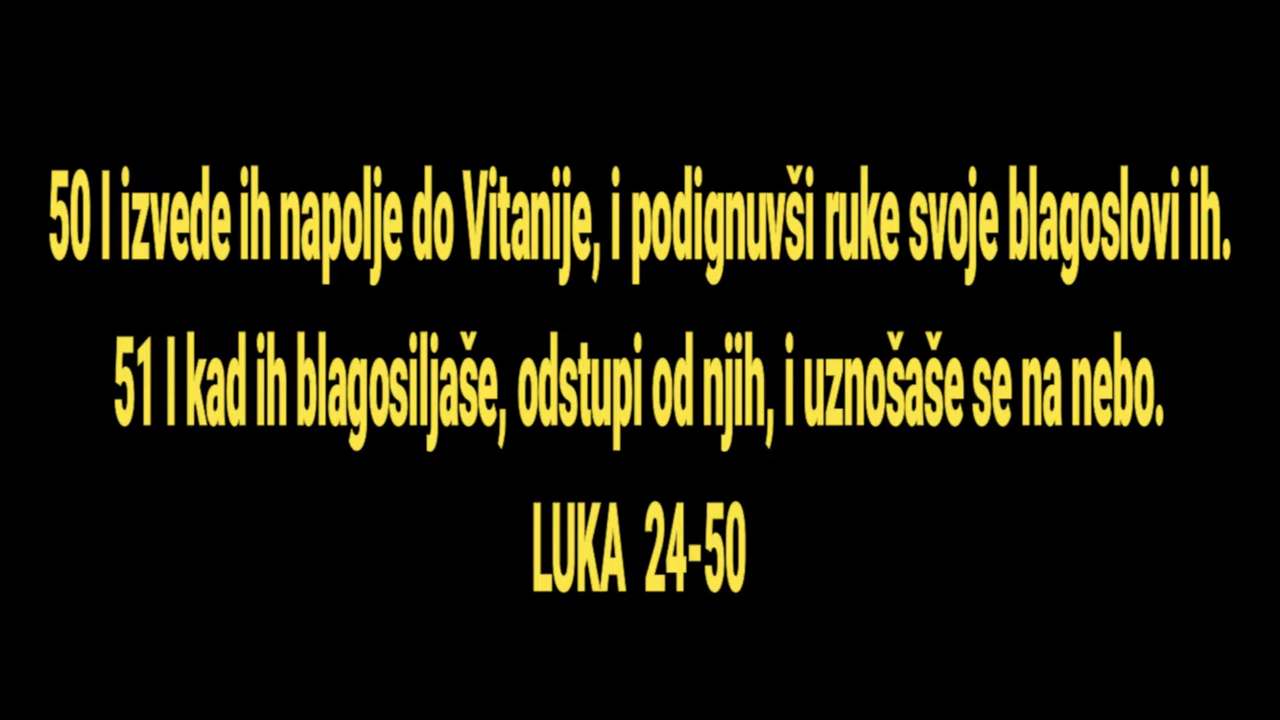 50 I izvede ih napolje do Vitanije, i podignuvši ruke svoje blagoslovi ih.
51 I kad ih blagosiljaše, odstupi od njih, i uznošaše se na nebo.
LUKA 24-50